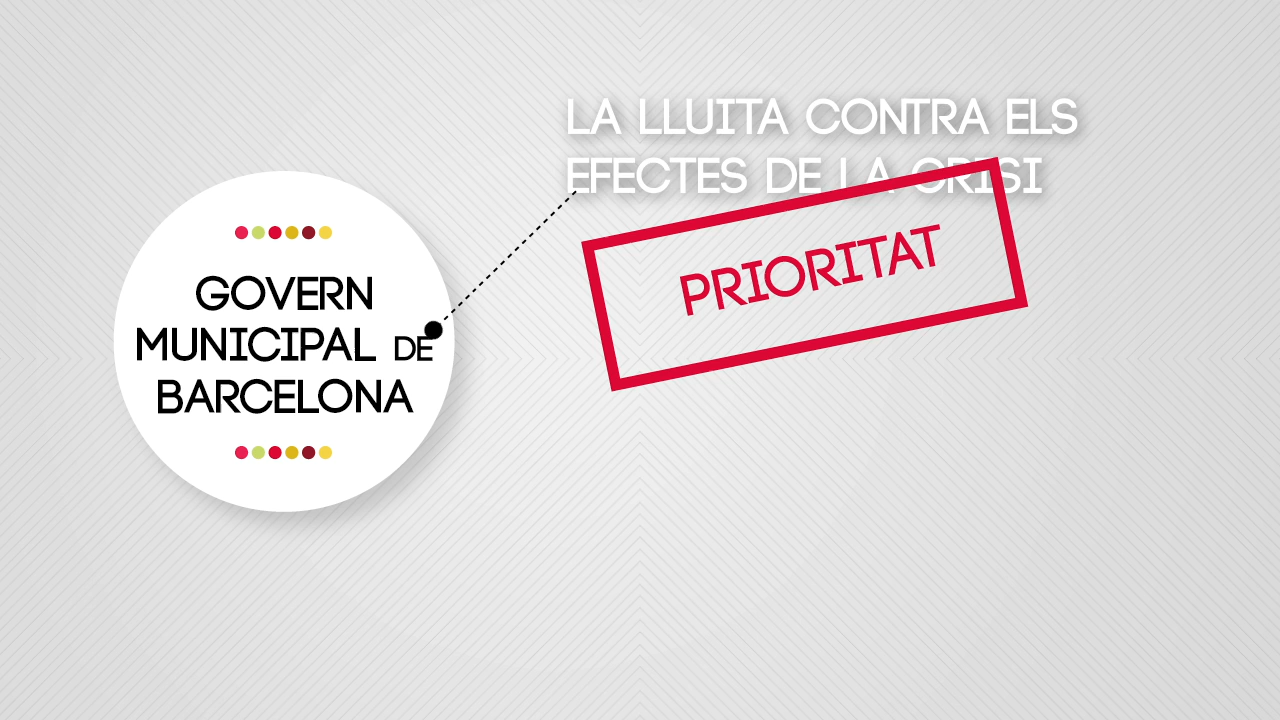 LA LLUITA CONTRA ELS
EFECTES DE LA CRISI
PRIORITAT
GOVERN
MUNICIPAL DE
BARCELONA